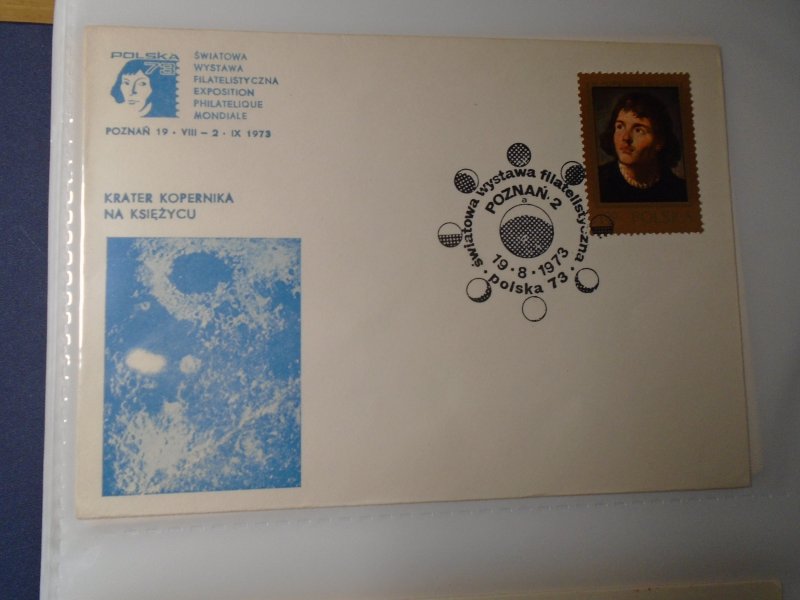 POLSKA
73
ŚWIATOWA
WYSTAWA
FILATELISTYCZNA
EXPOSITION
PHILATELIQUE
MONDIALE
POZNAŃ 19 · VIII – 2 · IX 1973
KRATER KOPERNIKA
NA KSIĘŻYCU
światowa wystawa filatelistyczna
POZNAŃ·2
a
19·8·1973
polska 73
POLSKA